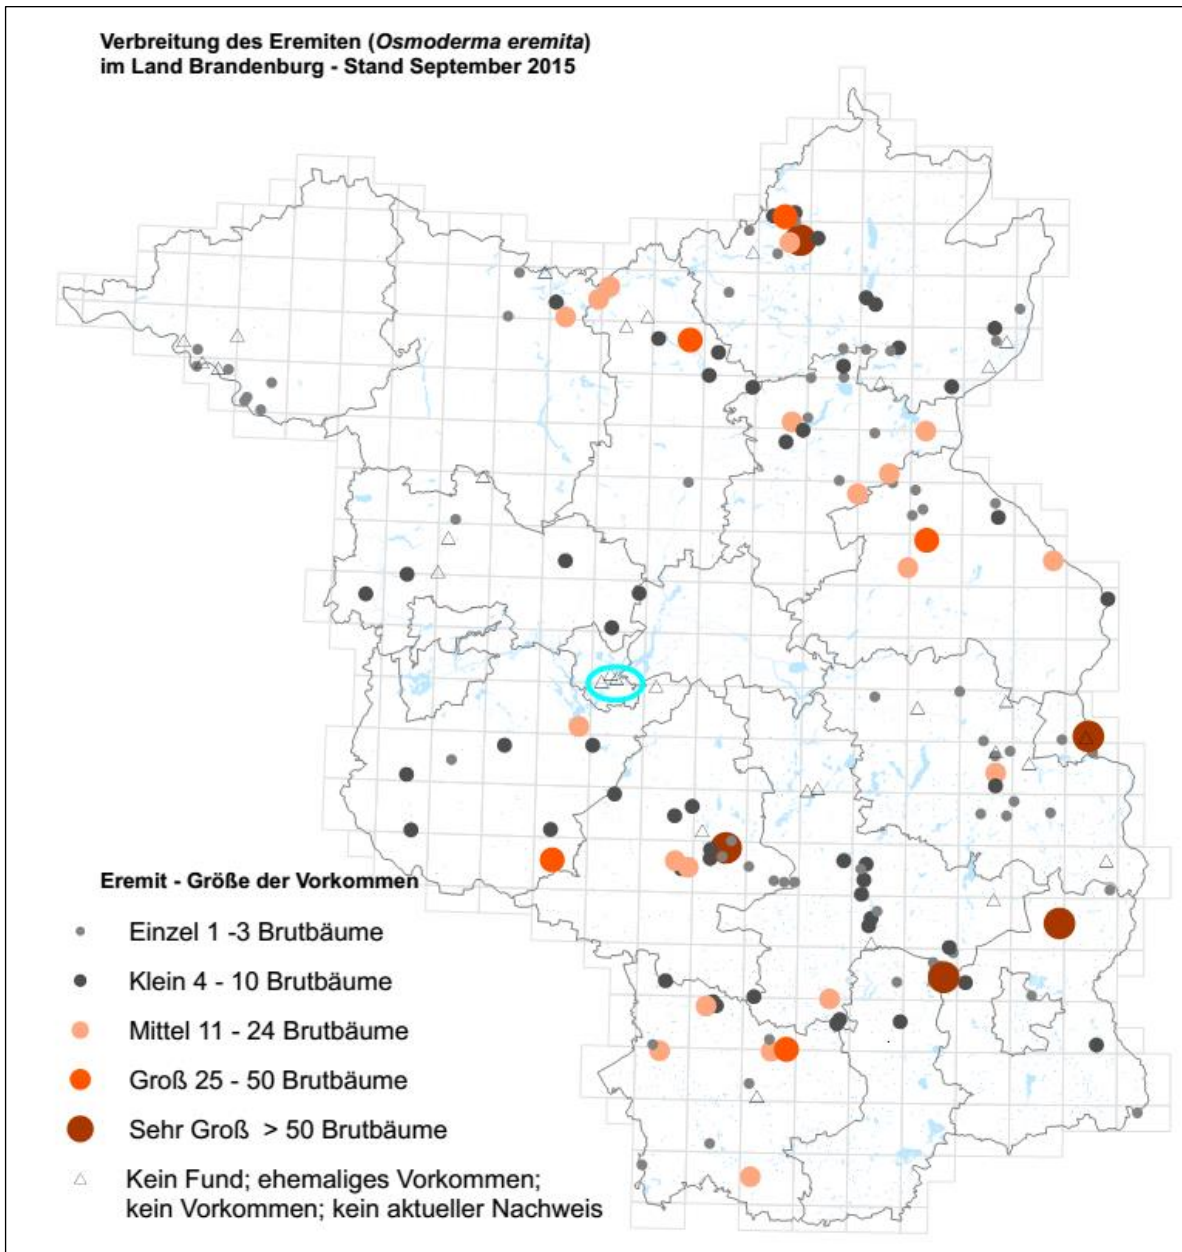 Verbreitung des Eremiten (Osmoderma eremita)
im Land Brandenburg - Stand September 2015
Eremit - Größe der Vorkommen
Einzel 1 -3 Brutbäume
Klein 4 - 10 Brutbäume
Mittel 11 - 24 Brutbäume
Groß 25 - 50 Brutbäume
Sehr Groß > 50 Brutbäume
Kein Fund; ehemaliges Vorkommen;
kein Vorkommen; kein aktueller Nachweis